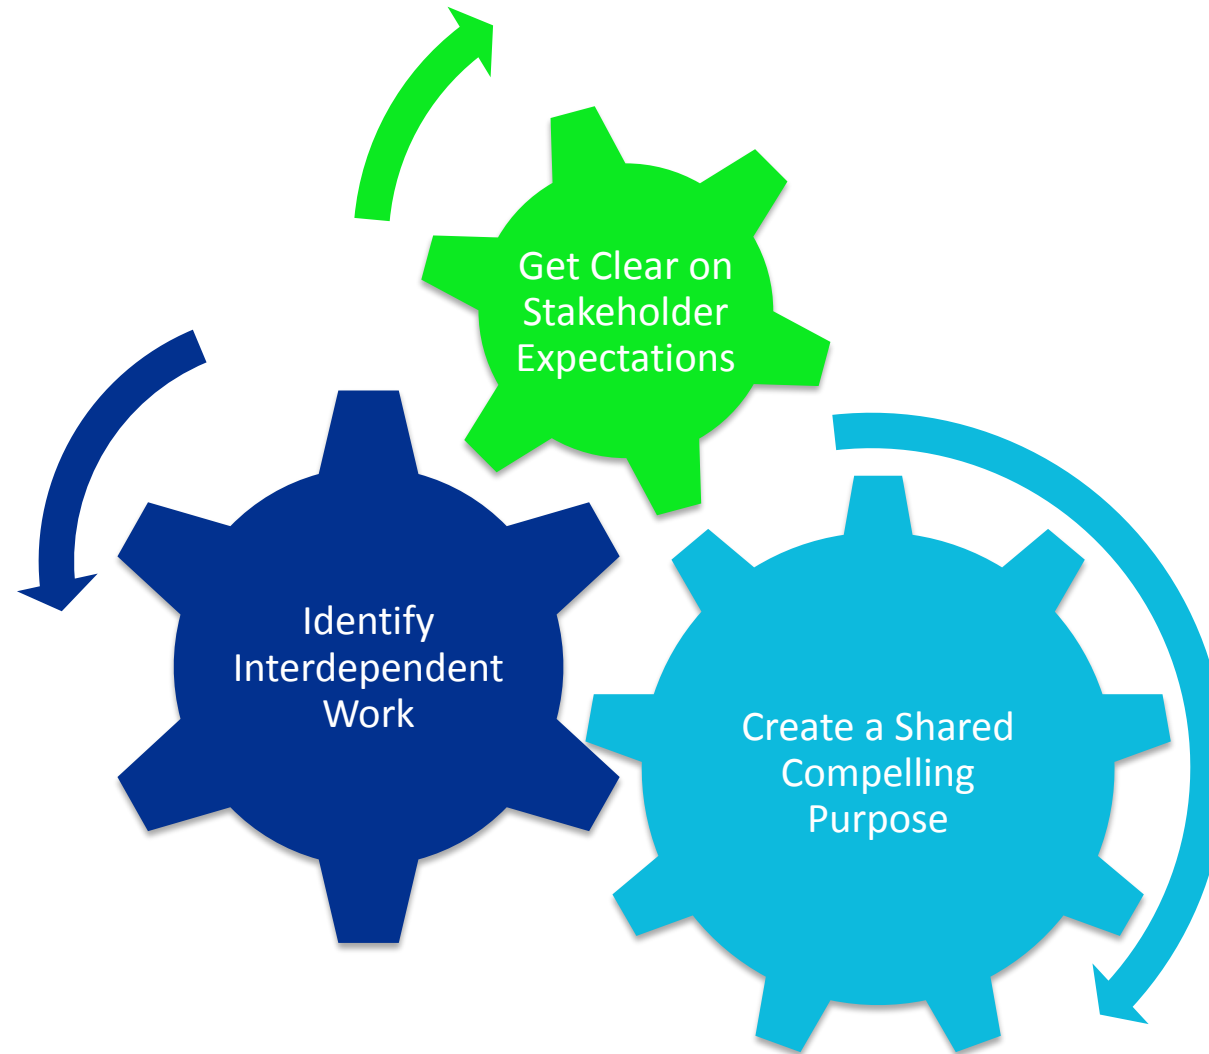 Get Clear on
Stakeholder
Expectations
Identify
Interdependent
Work
Create a Shared
Compelling
Purpose